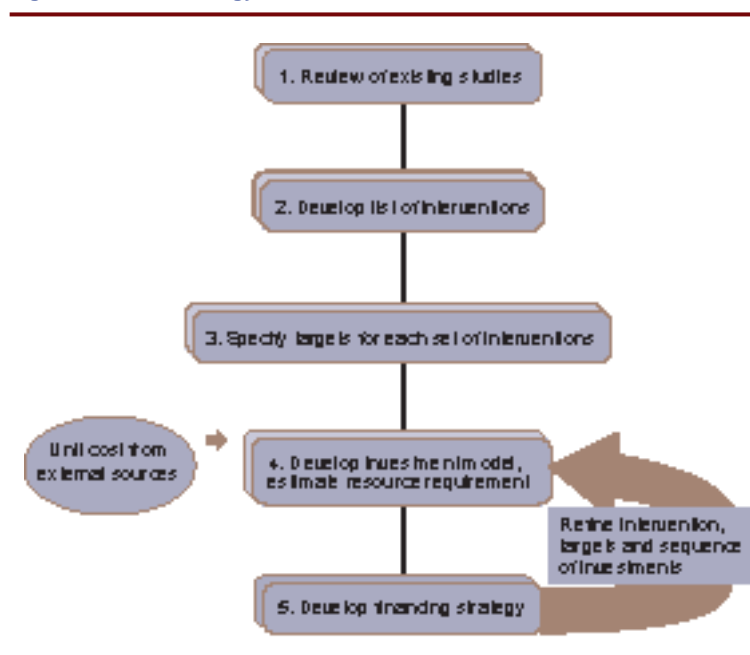 1. Review of existing studies
2. Develop list of interventions
3. Specify targets for each set of interventions
Unit cost from
external sources
4. Develop investment model,
estimate resource requirement
Refine intervention,
targets and sequence
of investments
5. Develop financing strategy